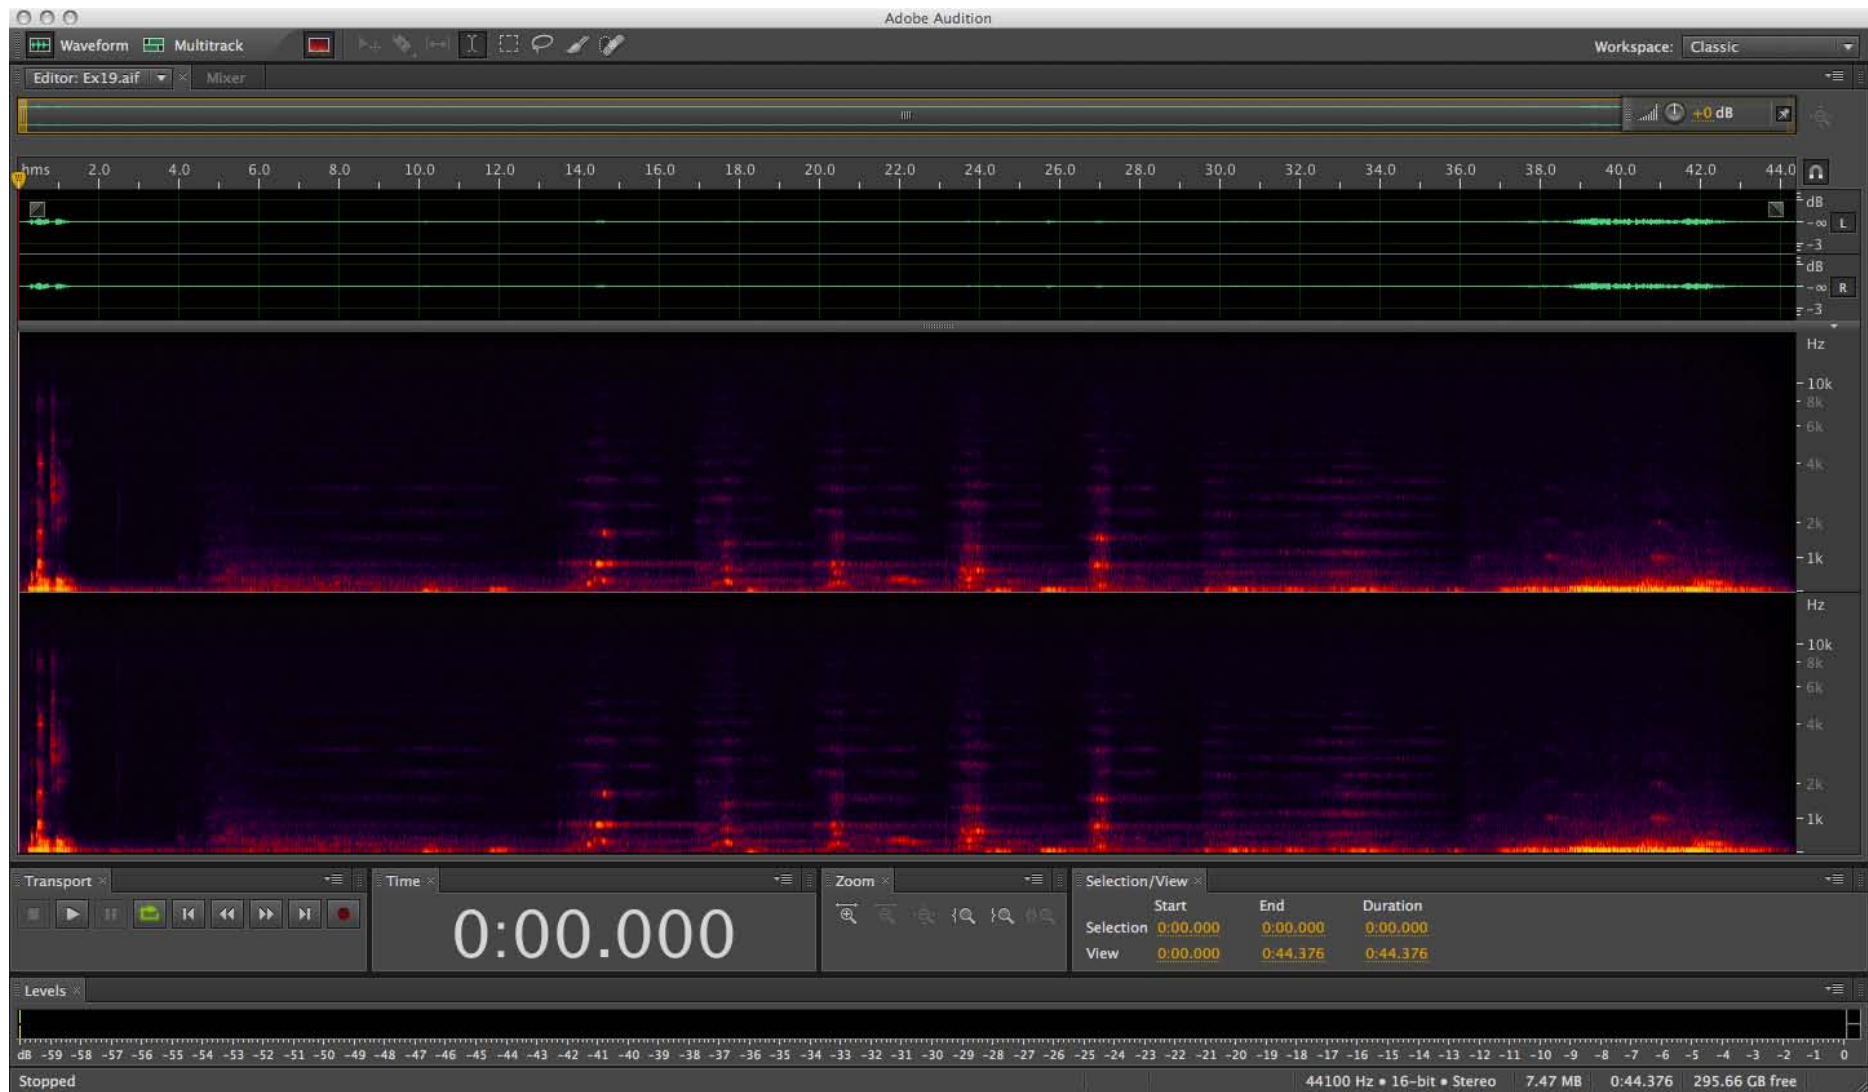 Adobe Audition
Waveform Multitrack Workspace: Classic
Editor: Ex19.aif Mixer
+0 dB
hms 2.0 4.0 6.0 8.0 10.0 12.0 14.0 16.0 18.0 20.0 22.0 24.0 26.0 28.0 30.0 32.0 34.0 36.0 38.0 40.0 42.0 44.0
dB
-∞ L
-3
dB
-∞ R
-3
Hz
10k
8k
6k
4k
2k
1k
Hz
10k
8k
6k
4k
2k
1k
Transport Time Zoom Selection/View
Start End Duration
Selection 0:00.000 0:00.000 0:00.000
View 0:00.000 0:44.376 0:44.376
0:00.000
Levels
dB -59 -58 -57 -56 -55 -54 -53 -52 -51 -50 -49 -48 -47 -46 -45 -44 -43 -42 -41 -40 -39 -38 -37 -36 -35 -34 -33 -32 -31 -30 -29 -28 -27 -26 -25 -24 -23 -22 -21 -20 -19 -18 -17 -16 -15 -14 -13 -12 -11 -10 -9 -8 -7 -6 -5 -4 -3 -2 -1 0
Stopped 44100 Hz • 16-bit • Stereo 7.47 MB 0:44.376 295.66 GB free